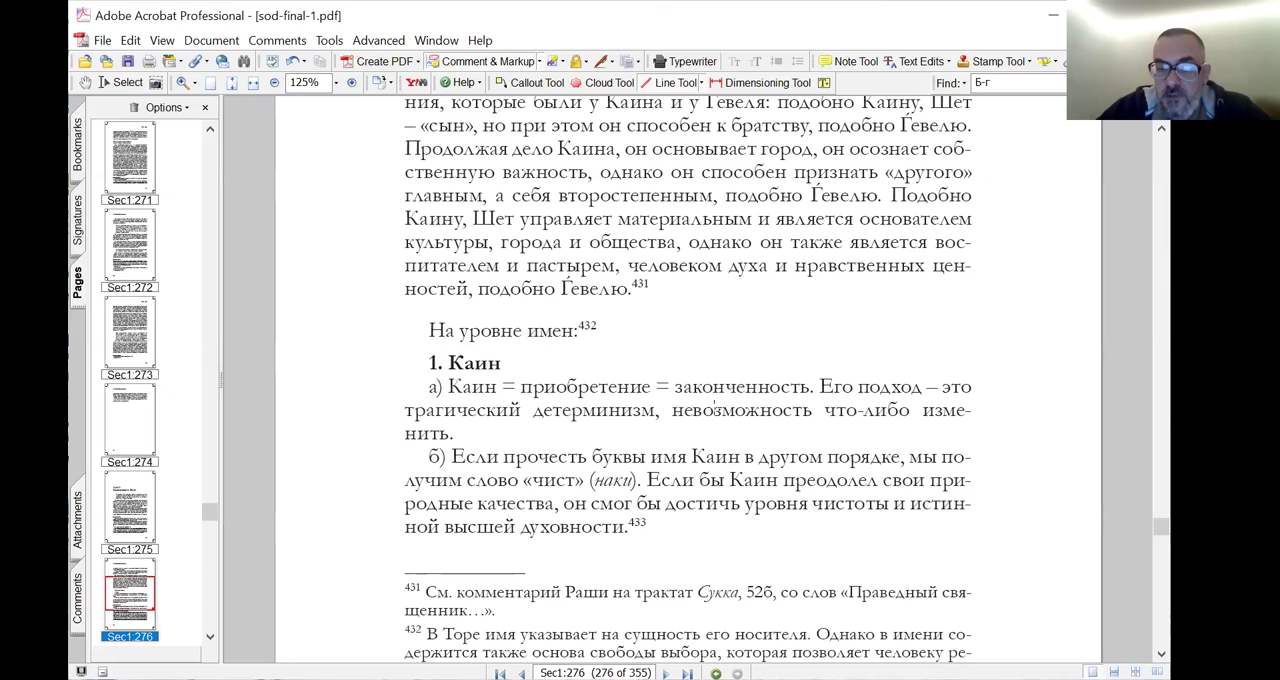 Adobe Acrobat Professional - [sod-final-1.pdf]
File Edit View Document Comments Tools Advanced Window Help
Create PDF Comment & Markup Typewriter Note Tool Text Edits Stamp Tool
Select 125% Help Callout Tool Cloud Tool Line Tool Dimensioning Tool Find: Б-г
Options
Bookmarks
Signatures
Pages
Attachments
Comments
Sec1:271
Sec1:272
Sec1:273
Sec1:274
Sec1:275
Sec1:276
ния, которые были у Каина и у Ѓевеля: подобно Каину, Шет
– «сын», но при этом он способен к братству, подобно Ѓевелю.
Продолжая дело Каина, он основывает город, он осознает соб-
ственную важность, однако он способен признать «другого»
главным, а себя второстепенным, подобно Ѓевелю. Подобно
Каину, Шет управляет материальным и является основателем
культуры, города и общества, однако он также является вос-
питателем и пастырем, человеком духа и нравственных цен-
ностей, подобно Ѓевелю.431
На уровне имен:432
1. Каин
а) Каин = приобретение = законченность. Его подход – это
трагический детерминизм, невозможность что-либо изме-
нить.
б) Если прочесть буквы имя Каин в другом порядке, мы по-
лучим слово «чист» (наки). Если бы Каин преодолел свои при-
родные качества, он смог бы достичь уровня чистоты и истин-
ной высшей духовности.433
431 См. комментарий Раши на трактат Сукка, 52б, со слов «Праведный свя-
щенник…».
432 В Торе имя указывает на сущность его носителя. Однако в имени со-
держится также основа свободы выбора, которая позволяет человеку ре-
Sec1:276 (276 of 355)